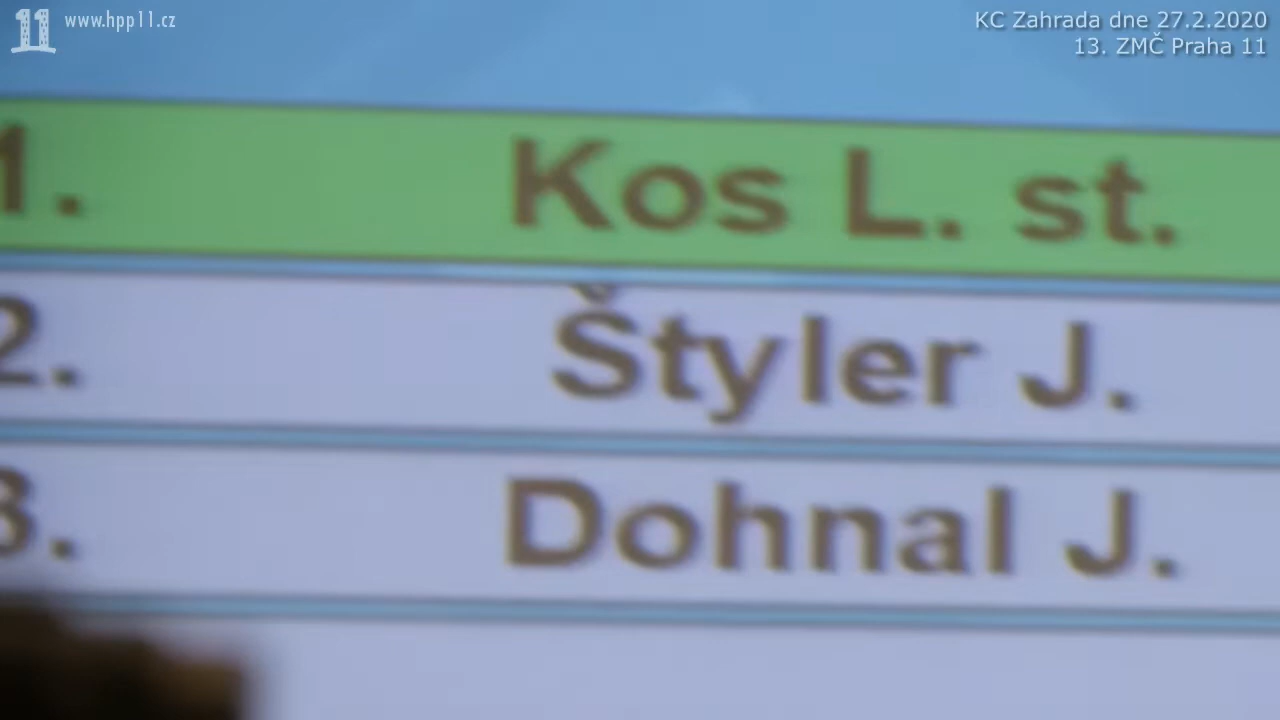 11 www.hpp11.cz
KC Zahrada dne 27.2.2020
13. ZMČ Praha 11
1. Kos L. st.
2. Štyler J.
3. Dohnal J.